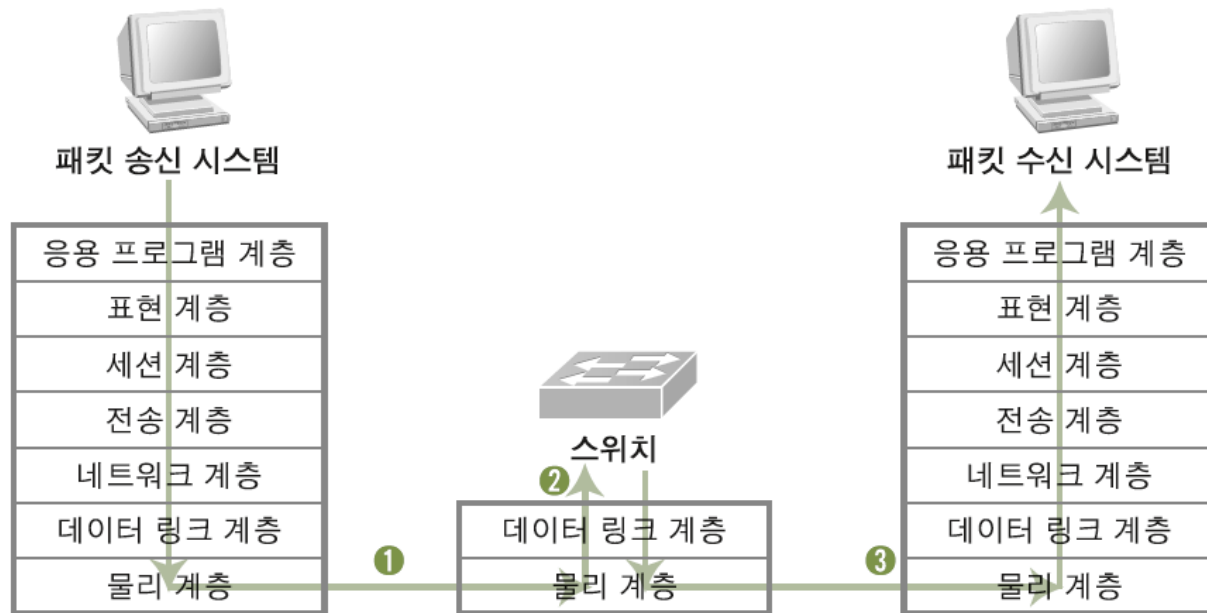 패킷 송신 시스템
응용 프로그램 계층
표현 계층
세션 계층
전송 계층
네트워크 계층
데이터 링크 계층
물리 계층
1
스위치
2
데이터 링크 계층
물리 계층
3
패킷 수신 시스템
응용 프로그램 계층
표현 계층
세션 계층
전송 계층
네트워크 계층
데이터 링크 계층
물리 계층